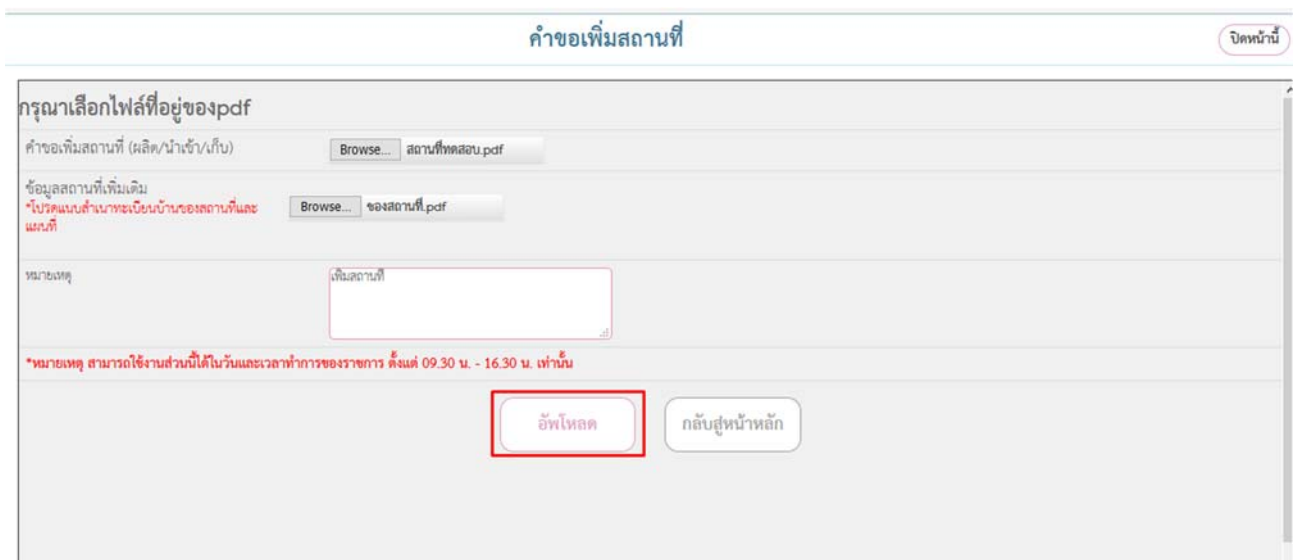 คำขอเพิ่มสถานที่
ปิดหน้านี้
กรุณาเลือกไฟล์ที่อยู่ของpdf
คำขอเพิ่มสถานที่ (ผลิต/นำเข้า/เก็บ)
Browse... สถานที่ทดสอบ.pdf
ข้อมูลสถานที่เพิ่มเติม
*โปรดแนบสำเนาทะเบียนบ้านของสถานที่และ
แผนที่
Browse... ของสถานที่.pdf
หมายเหตุ
เพิ่มสถานที่
*หมายเหตุ สามารถใช้งานส่วนนี้ได้ในวันและเวลาทำการของราชการ ตั้งแต่ 09.30 น. - 16.30 น. เท่านั้น
อัพโหลด
กลับสู่หน้าหลัก